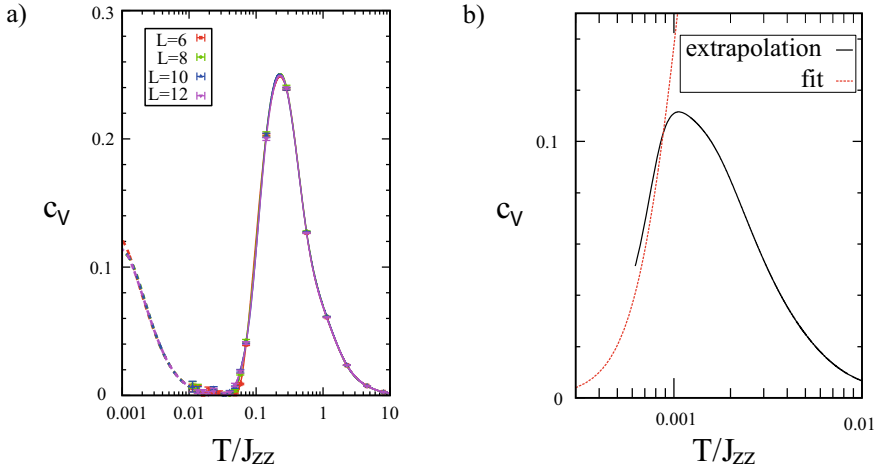 a)
L=6
L=8
L=10
L=12
0.3
0.2
0.1
0
c_V
0.001
0.01
0.1
1
10
T/J_zz
b)
extrapolation
fit
0.1
0
c_V
0.001
0.01
T/J_zz